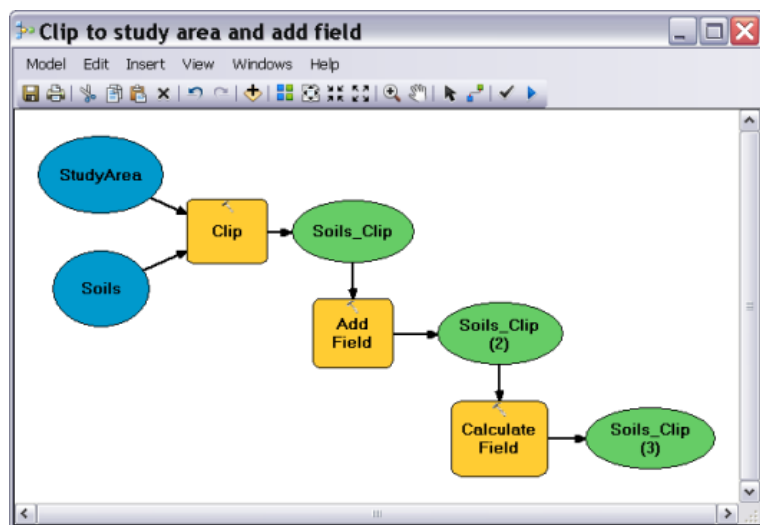 Clip to study area and add field
Model Edit Insert View Windows Help
StudyArea
Clip
Soils_Clip
Soils
Add
Field
Soils_Clip
(2)
Calculate
Field
Soils_Clip
(3)